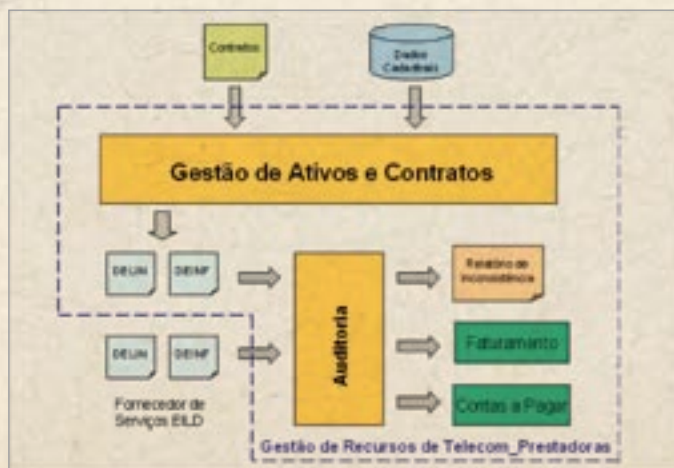 Contratos
Dados
Cadastrais
Gestão de Ativos e Contratos
DELIN
DEINF
Relatório de
Inconsistência
Auditoria
DELIN
DEINF
Faturamento
Contas a Pagar
Fornecedor de
Serviços EILD
Gestão de Recursos de Telecom_Prestadoras